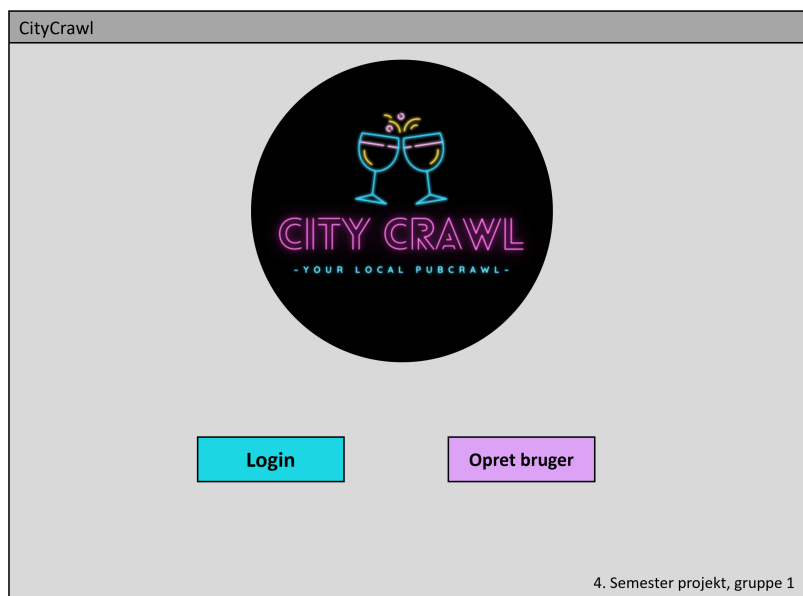 CityCrawl
CITY CRAWL
-YOUR LOCAL PUBCRAWL-
Login
Opret bruger
4. Semester projekt, gruppe 1